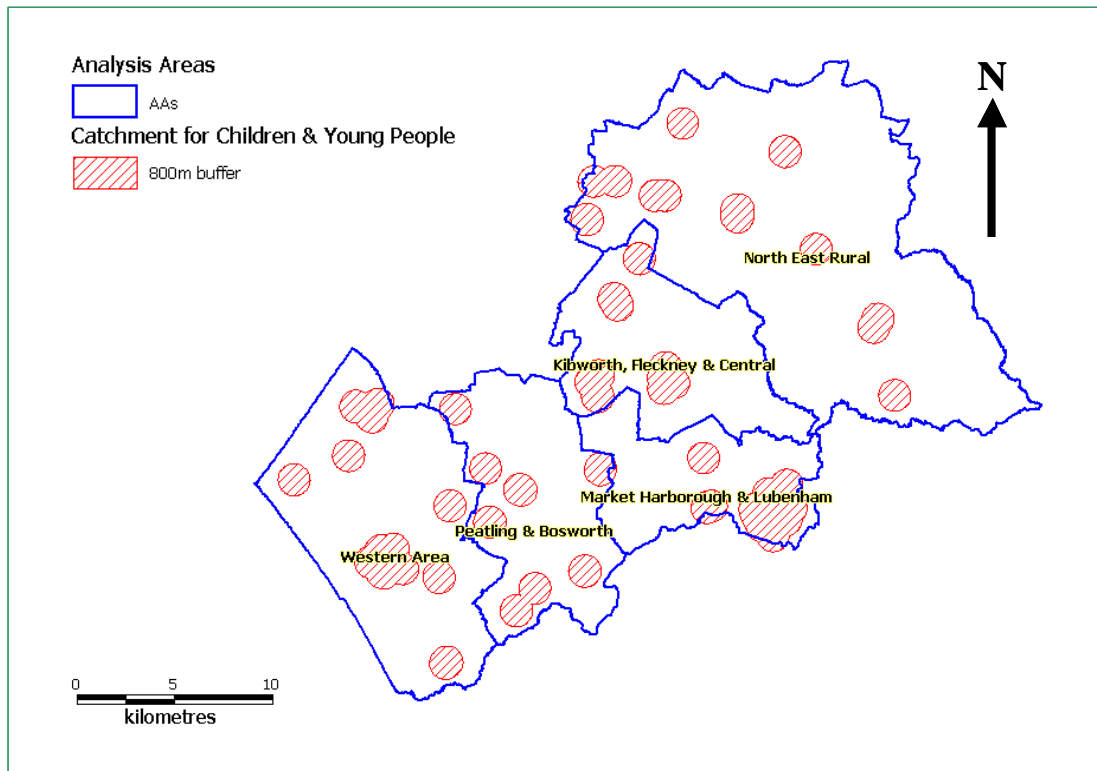 Analysis Areas
AAs
Catchment for Children & Young People
800m buffer
N
North East Rural
Kibworth, Fleckney & Central
Market Harborough & Lubenham
Peatling & Bosworth
Western Area
0 5 10
kilometres